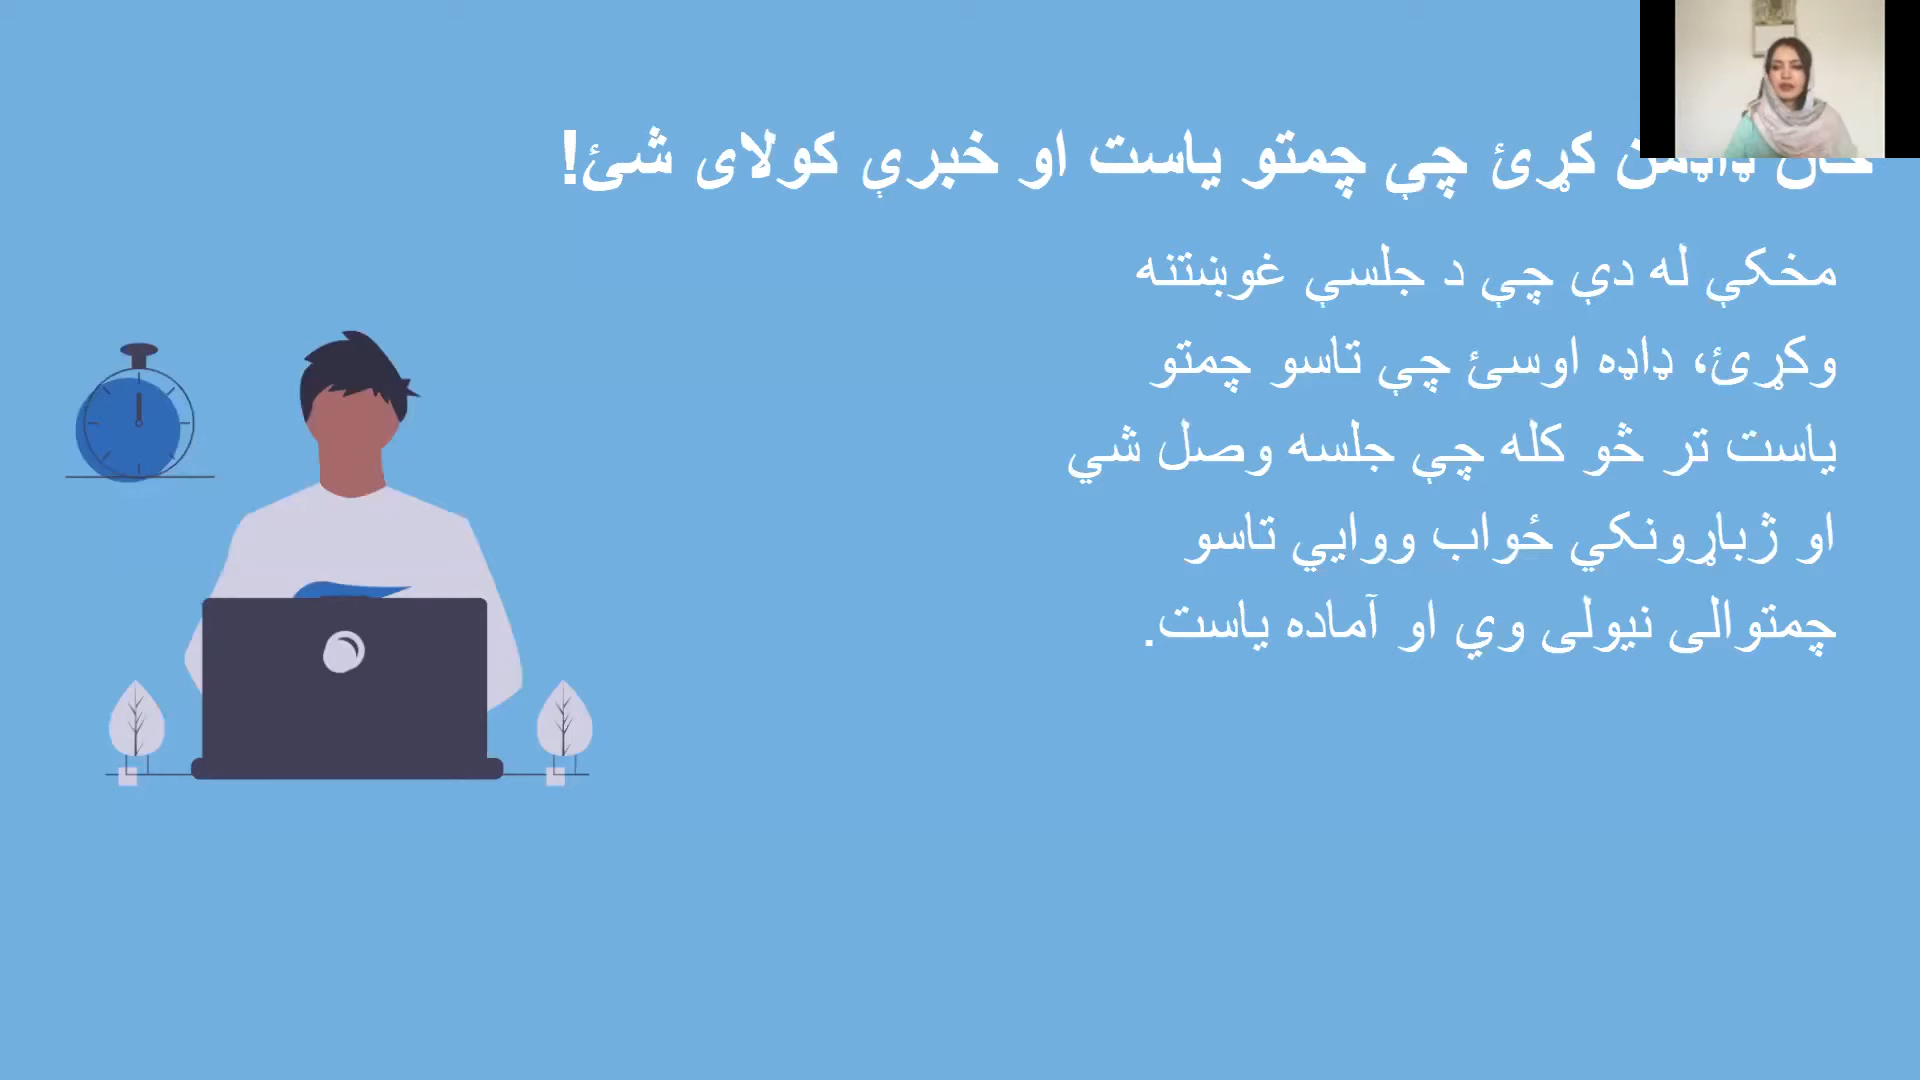 کړئ چې چمتو یاست او خبرې کولای شئ!
مخکې له دې چې د جلسې غوښتنه
وکړئ، ډاډه اوسئ چې تاسو چمتو
یاست تر څو کله چې جلسه وصل شي
او ژباړونکي ځواب ووایي تاسو
چمتوالی نیولی وي او آماده یاست.